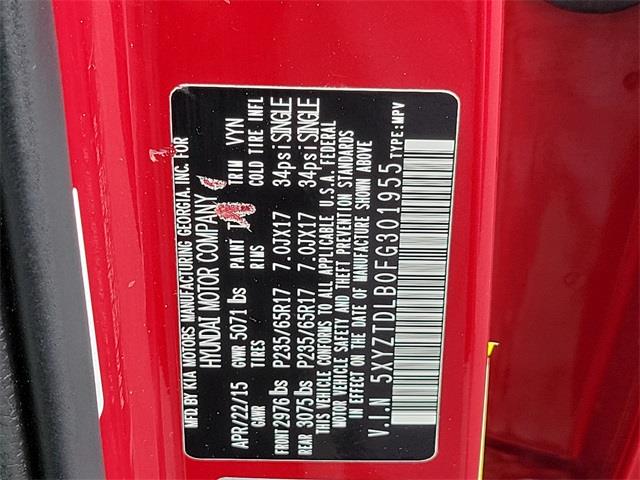 MFD. BY KIA MOTORS MANUFACTURING GEORGIA, INC. FOR
HYUNDAI MOTOR COMPANY
APR/22/15 GVWR 5071 lbs PAINT TRIM VYN
GAWR TIRES RIMS COLD TIRE INFL
FRONT 2976 lbs P235/65R17 7.0JX17 34psi SINGLE
REAR 3075 lbs P235/65R17 7.0JX17 34psi SINGLE
THIS VEHICLE CONFORMS TO ALL APPLICABLE U.S.A. FEDERAL
MOTOR VEHICLE SAFETY AND THEFT PREVENTION STANDARDS
IN EFFECT ON THE DATE OF MANUFACTURE SHOWN ABOVE
V.I.N 5XYZTDLB0FG301955 TYPE:MPV